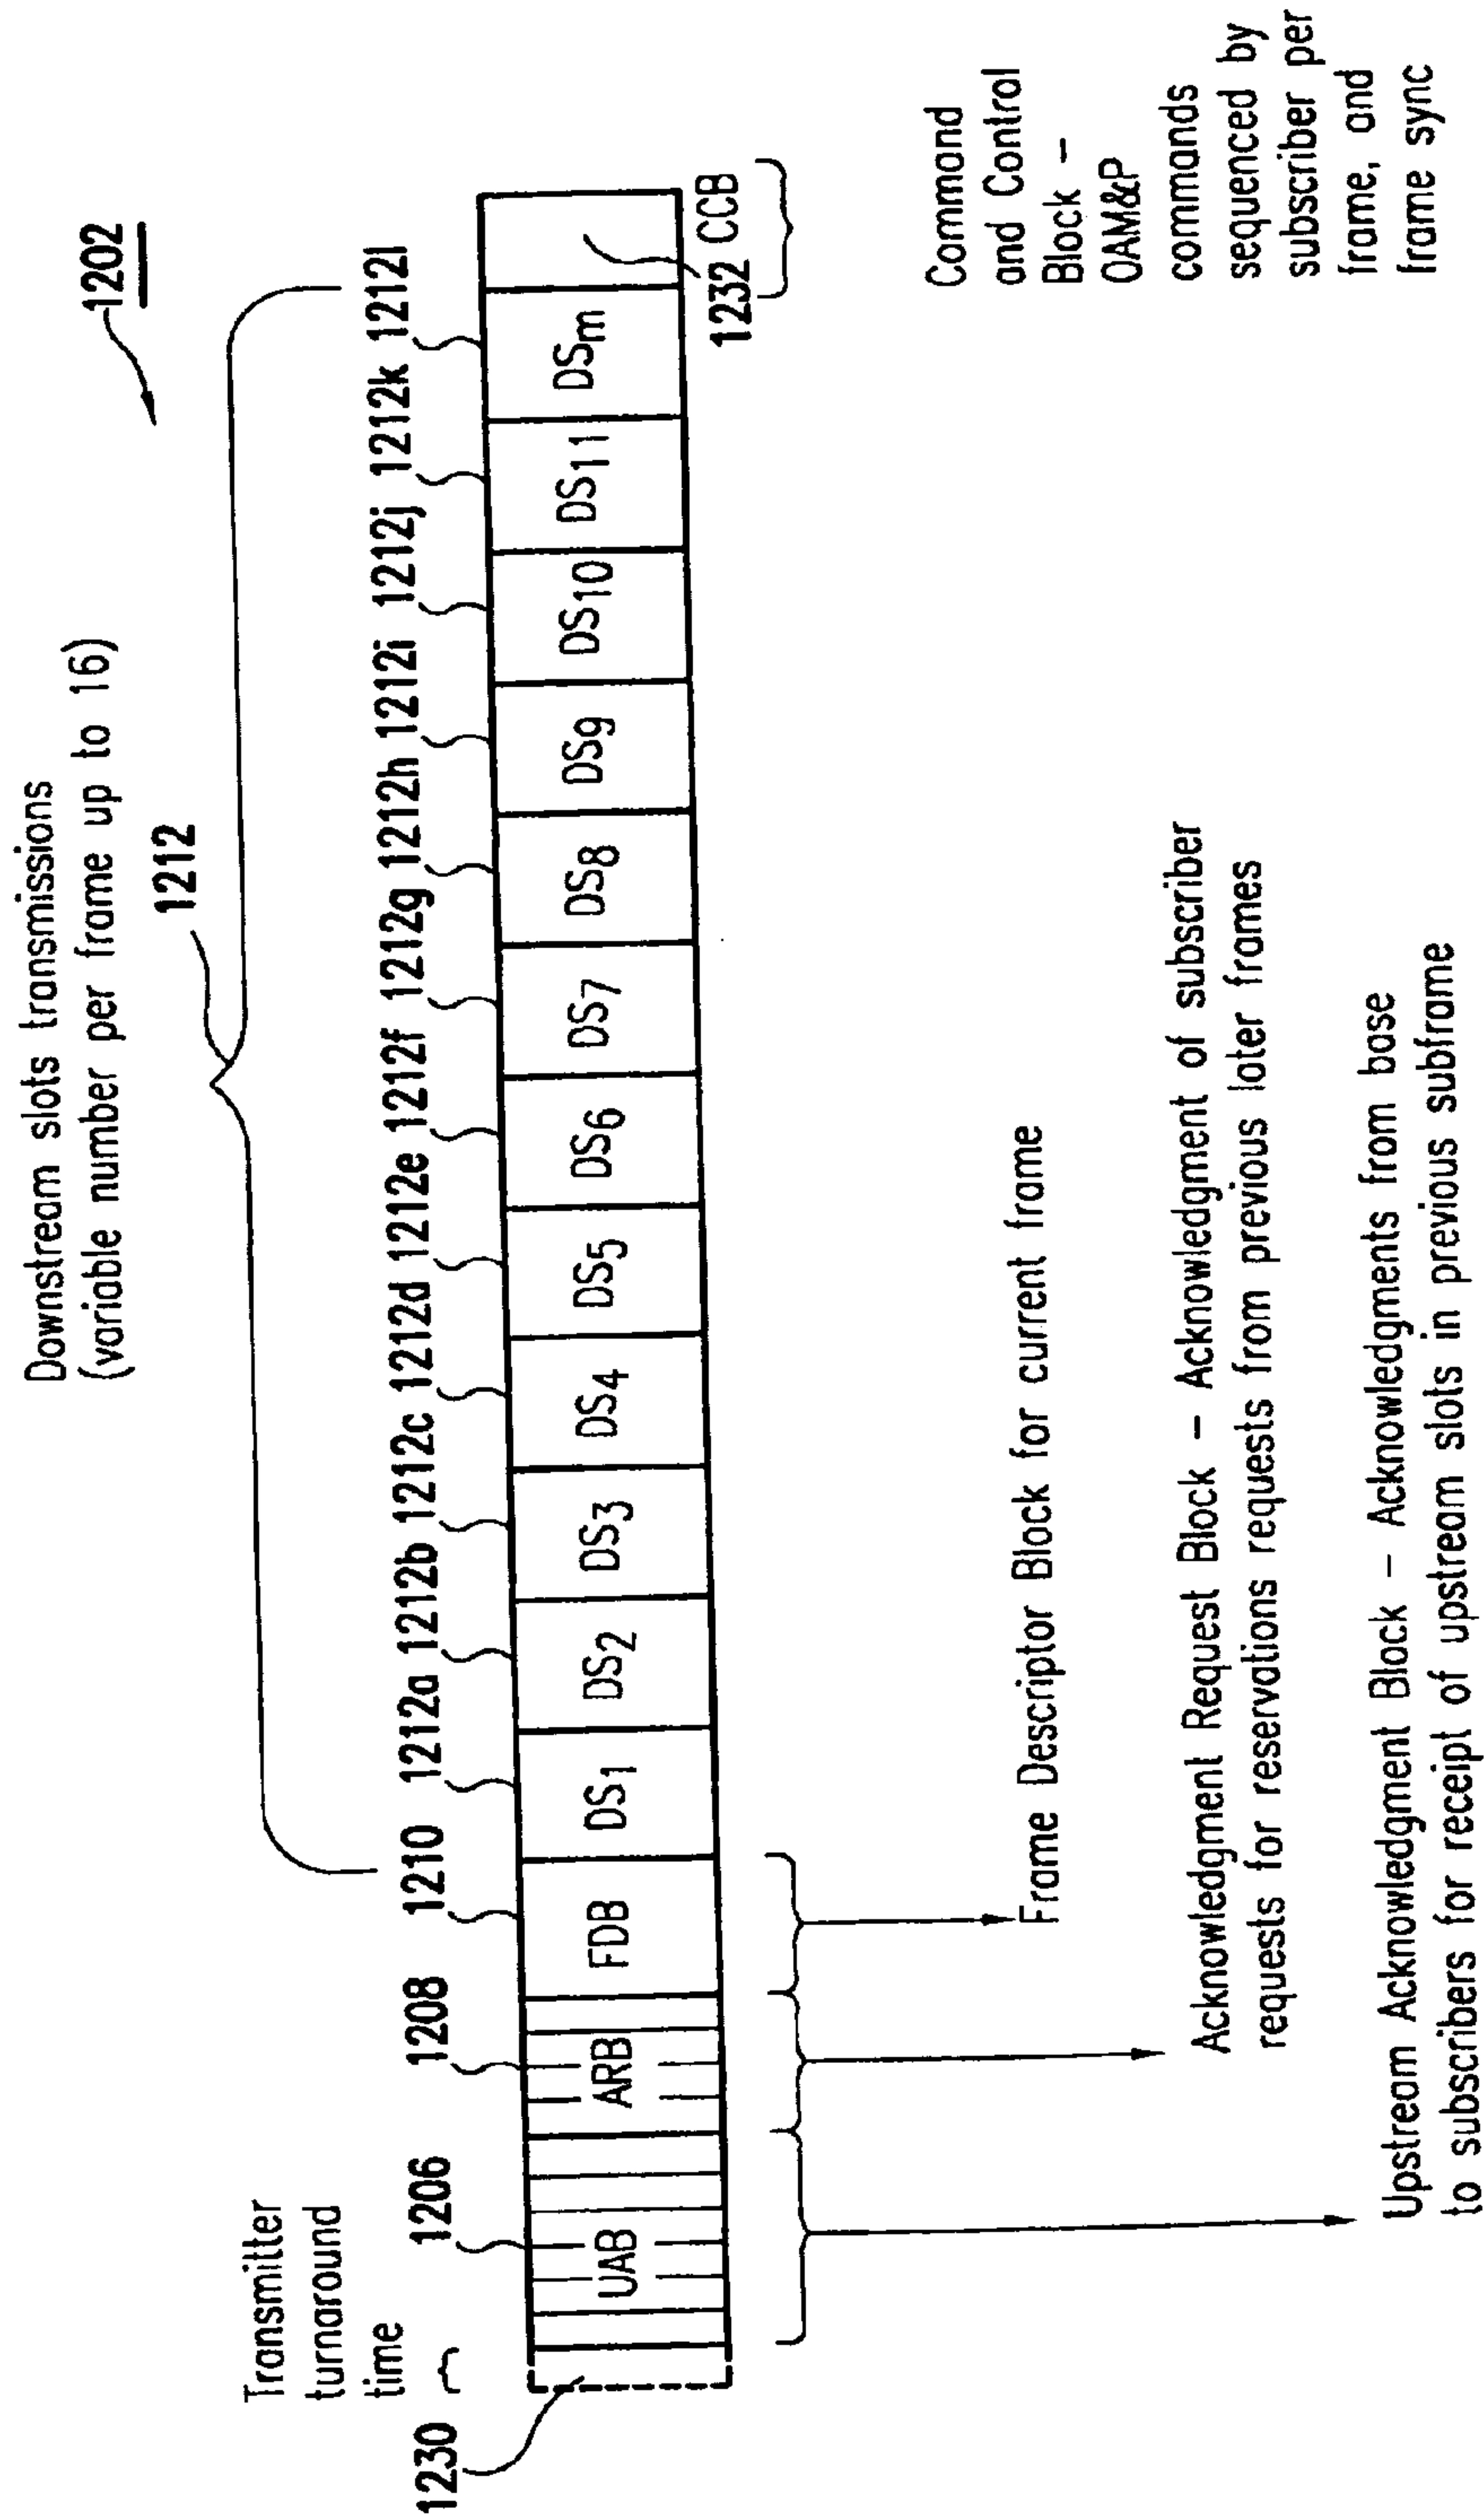 Downstream slots transmissions
(variable number per frame up to 16)
1212
1202
Transmitter
turnaround
time
1230
1206
1208
1210
1212a
1212b
1212c
1212d
1212e
1212f
1212g
1212h
1212i
1212j
1212k
1212l
UAB
ARB
FDB
DS1
DS2
DS3
DS4
DS5
DS6
DS7
DS8
DS9
DS10
DS11
DSm
1232
CCB
Command
and Control
Block -
OAM&P
commands
sequenced by
subscriber per
frame, and
frame sync
Frame Descriptor Block for current frame
Acknowledgment Request Block - Acknowledgment of subscriber
requests for reservations requests from previous later frames
Upstream Acknowledgment Block - Acknowledgments from base
to subscribers for receipt of upstream slots in previous subframe